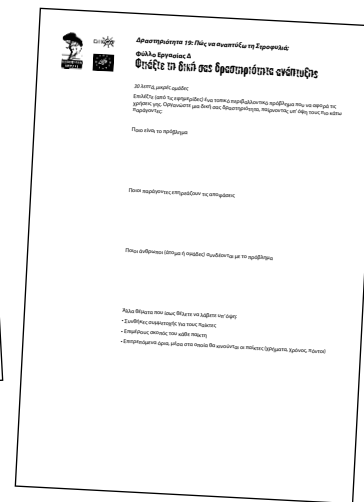 Δραστηριότητα 19: Πώς να αναπτύξω τη Στροφυλιά;
Φύλλο Εργασίας Δ
Φτιάξτε τη δική σας δραστηριότητα ανάπτυξης
30 λεπτά, μικρές ομάδες
Επιλέξτε (από τις εφημερίδες) ένα τοπικό περιβαλλοντικό πρόβλημα που να αφορά τις
χρήσεις γης. Οργανώστε μια δική σας δραστηριότητα, παίρνοντας υπ' όψη τους πιο κάτω
παράγοντες:
Ποιο είναι το πρόβλημα
Ποιοι παράγοντες επηρεάζουν τις αποφάσεις
Ποιοι άνθρωποι (άτομα ή ομάδες) συνδέονται με το πρόβλημα
Άλλα θέματα που ίσως θέλετε να λάβετε υπ' όψη:
• Συνθήκες συμμετοχής για τους παίκτες
• Επιμέρους σκοπός του κάθε παίκτη
• Επιτρεπόμενα όρια, μέσα στα οποία θα κινούνται οι παίκτες (χρήματα, χρόνος, πρώτα)